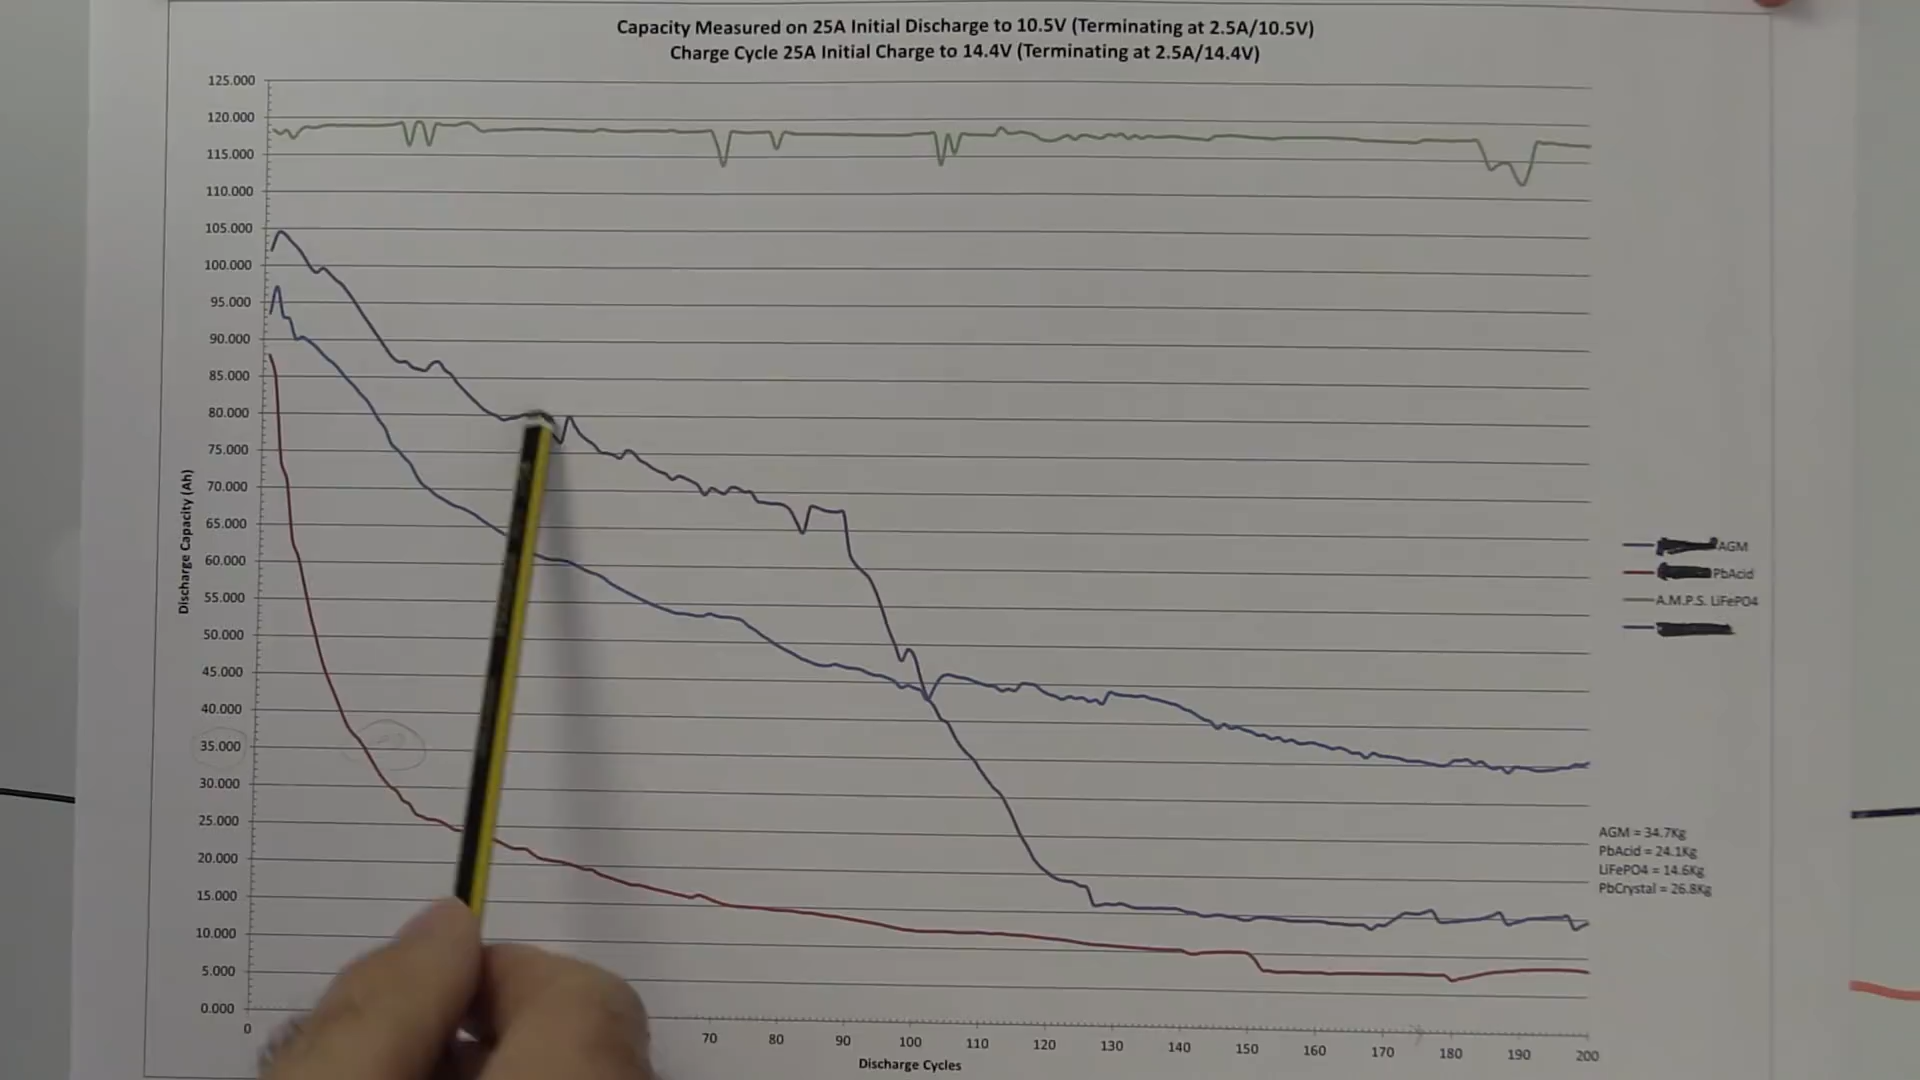 Capacity Measured on 25A Initial Discharge to 10.5V (Terminating at 2.5A/10.5V)
Charge Cycle 25A Initial Charge to 14.4V (Terminating at 2.5A/14.4V)
125.000
120.000
115.000
110.000
105.000
100.000
95.000
90.000
85.000
80.000
75.000
70.000
65.000
60.000
55.000
50.000
45.000
40.000
35.000
30.000
25.000
20.000
15.000
10.000
5.000
0.000
Discharge Capacity (Ah)
0 70 80 90 100 110 120 130 140 150 160 170 180 190 200
Discharge Cycles
AGM
PbAcid
A.M.P.S. LiFePO4
AGM = 34.7Kg
PbAcid = 24.1Kg
LiFePO4 = 14.6Kg
PbCrystal = 26.8Kg